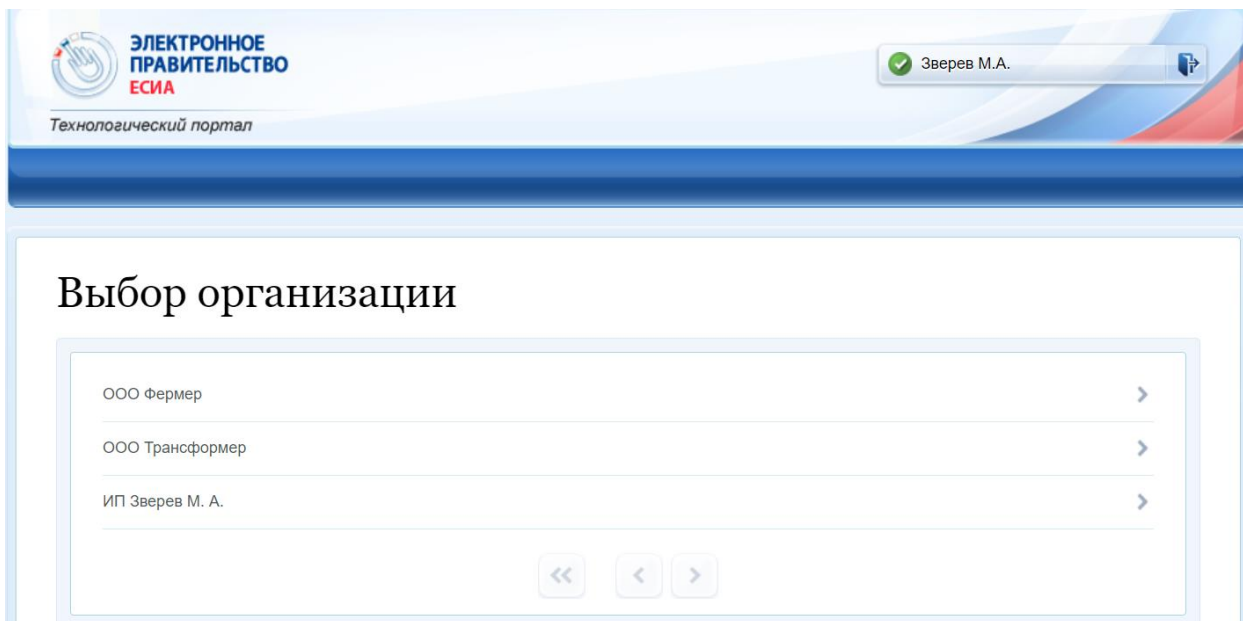 ЭЛЕКТРОННОЕ
ПРАВИТЕЛЬСТВО
ЕСИА
Зверев М.А.
Технологический портал
Выбор организации
ООО Фермер
ООО Трансформер
ИП Зверев М. А.